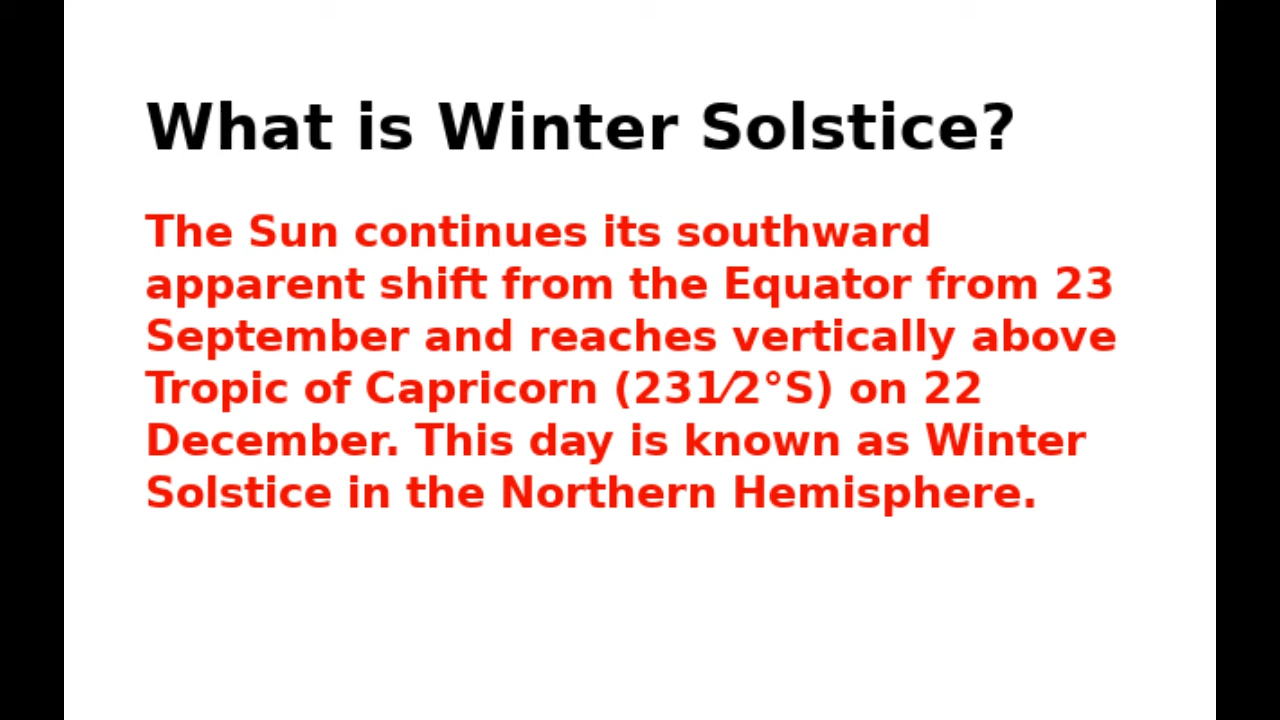 What is Winter Solstice?
The Sun continues its southward
apparent shift from the Equator from 23
September and reaches vertically above
Tropic of Capricorn (231⁄2°S) on 22
December. This day is known as Winter
Solstice in the Northern Hemisphere.